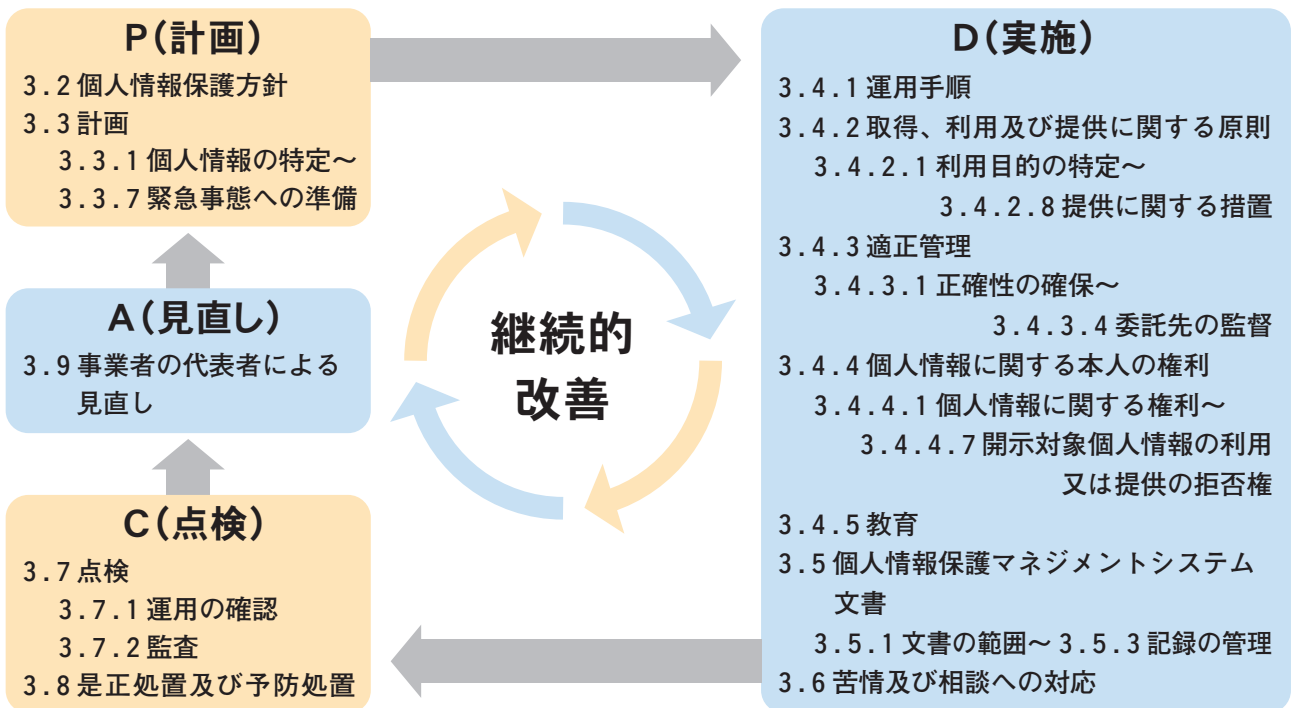 P(計画)
3.2 個人情報保護方針
3.3 計画
3.3.1 個人情報の特定〜
3.3.7 緊急事態への準備
D(実施)
3.4.1 運用手順
3.4.2 取得、利用及び提供に関する原則
3.4.2.1 利用目的の特定〜
3.4.2.8 提供に関する措置
3.4.3 適正管理
3.4.3.1 正確性の確保〜
3.4.3.4 委託先の監督
3.4.4 個人情報に関する本人の権利
3.4.4.1 個人情報に関する権利〜
3.4.4.7 開示対象個人情報の利用
又は提供の拒否権
3.4.5 教育
3.5 個人情報保護マネジメントシステム
文書
3.5.1 文書の範囲〜 3.5.3 記録の管理
3.6 苦情及び相談への対応
C(点検)
3.7 点検
3.7.1 運用の確認
3.7.2 監査
3.8 是正処置及び予防処置
A(見直し)
3.9 事業者の代表者による
見直し
継続的
改善